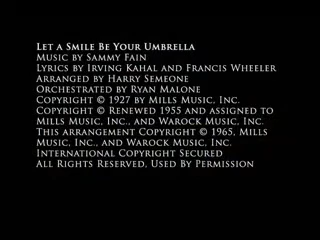 Let a Smile Be Your Umbrella
Music by Sammy Fain
Lyrics by Irving Kahal and Francis Wheeler
Arranged by Harry Semeone
Orchestrated by Ryan Malone
Copyright © 1927 by Mills Music, Inc.
Copyright © Renewed 1955 and assigned to
Mills Music, Inc., and Warock Music, Inc.
This arrangement Copyright © 1965, Mills
Music, Inc., and Warock Music, Inc.
International Copyright Secured
All Rights Reserved, Used By Permission